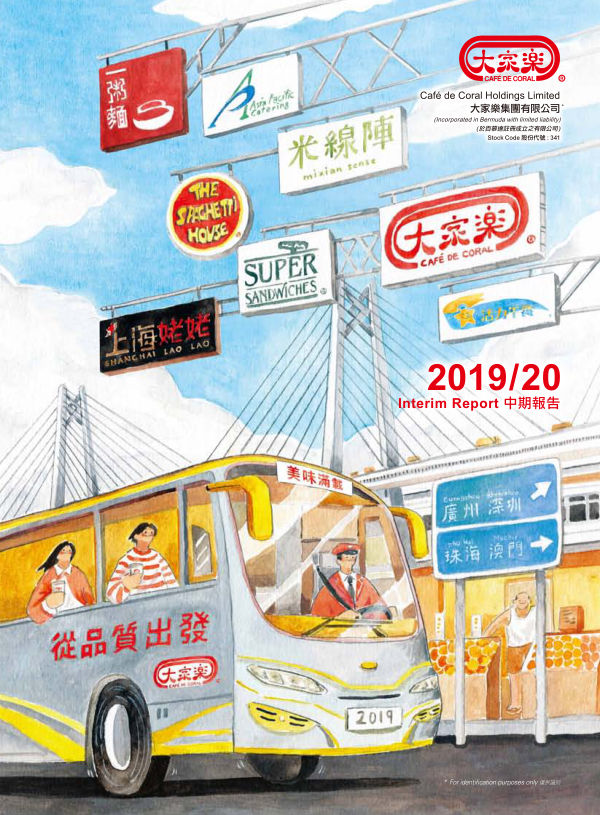 大家樂
CAFÉ DE CORAL
Café de Coral Holdings Limited
大家樂集團有限公司*
(Incorporated in Bermuda with limited liability)
(於百慕達註冊成立之有限公司)
Stock Code 股份代號 : 341
一粥麵
Asia Pacific
Catering
米線陣
mixian sense
THE
SPAGHETTI
HOUSE
大家樂
CAFÉ DE CORAL
SUPER
SANDWICHES
活力午餐
上海姥姥
SHANGHAI LAO LAO
2019/20
Interim Report 中期報告
美味滿載
廣州 深圳
珠海 澳門
從品質出發
大家樂
CAFÉ DE CORAL
2019
* For identification purposes only 僅供識別